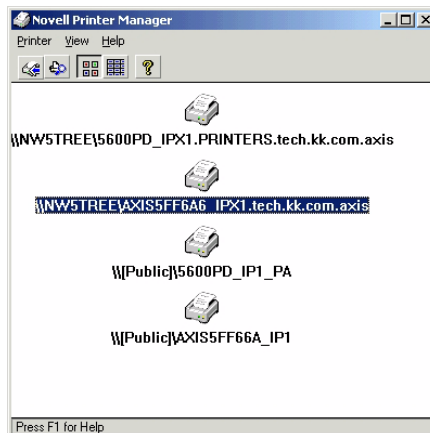 Novell Printer Manager
Printer View Help
\\NW5TREE\5600PD_IPX1.PRINTERS.tech.kk.com.axis
\\NW5TREE\AXIS5FF6A6_IPX1.tech.kk.com.axis
\\[Public]\5600PD_IP1_PA
\\[Public]\AXIS5FF66A_IP1
Press F1 for Help